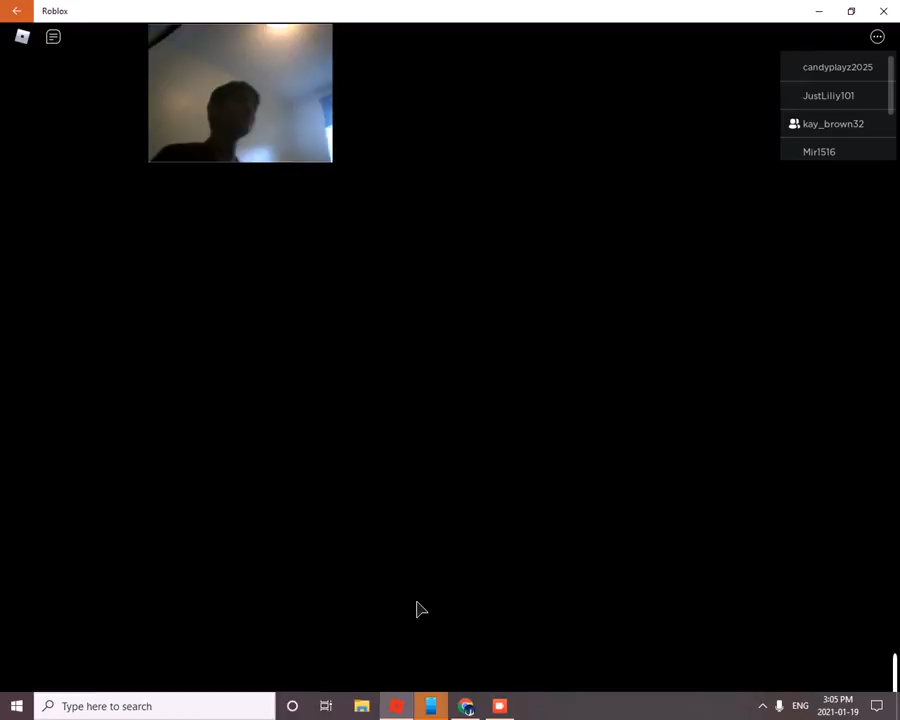 Roblox
candyplayz2025
JustLiliy101
kay_brown32
Mir1516
Type here to search
ENG
3:05 PM
2021-01-19